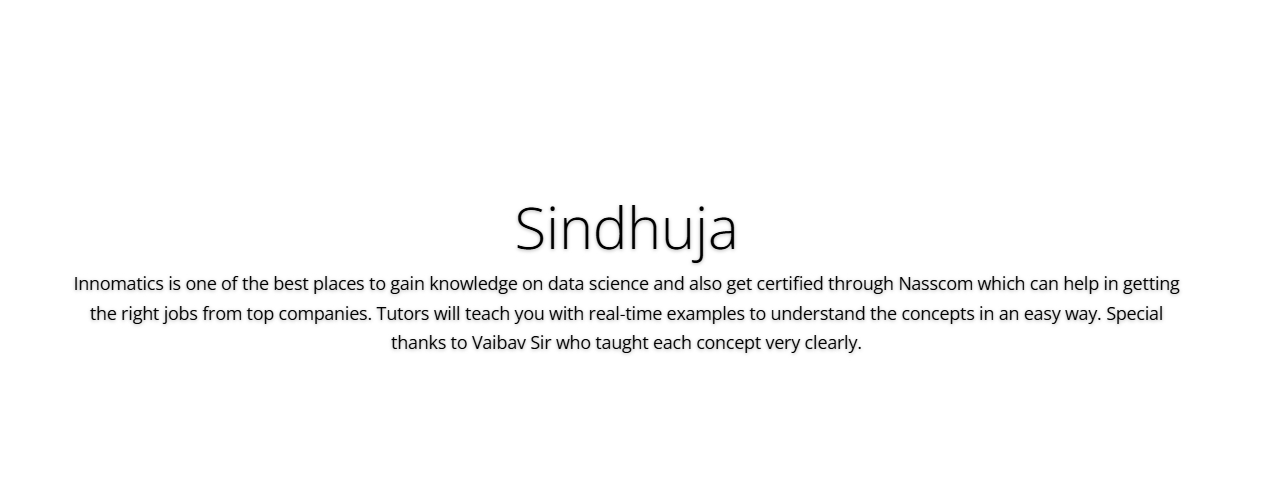 Sindhuja
Innomatics is one of the best places to gain knowledge on data science and also get certified through Nasscom which can help in getting
the right jobs from top companies. Tutors will teach you with real-time examples to understand the concepts in an easy way. Special
thanks to Vaibav Sir who taught each concept very clearly.